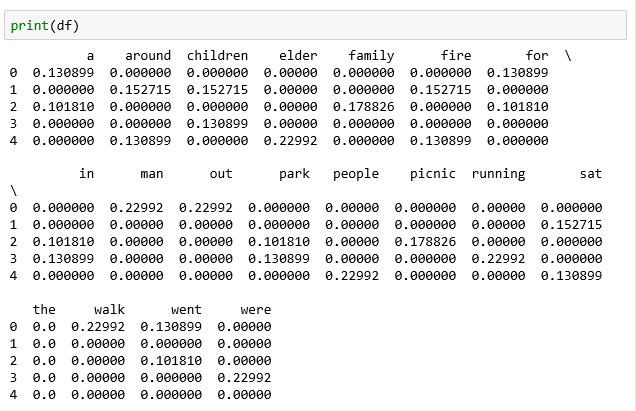 print(df)
a around children elder family fire for \
0 0.130899 0.000000 0.000000 0.00000 0.000000 0.000000 0.130899
1 0.000000 0.152715 0.152715 0.00000 0.000000 0.152715 0.000000
2 0.101810 0.000000 0.000000 0.00000 0.178826 0.000000 0.101810
3 0.000000 0.000000 0.130899 0.00000 0.000000 0.000000 0.000000
4 0.000000 0.130899 0.000000 0.22992 0.000000 0.130899 0.000000
in man out park people picnic running sat
\
0 0.000000 0.22992 0.22992 0.000000 0.00000 0.000000 0.00000 0.000000
1 0.000000 0.00000 0.00000 0.000000 0.00000 0.000000 0.00000 0.152715
2 0.101810 0.00000 0.00000 0.101810 0.00000 0.178826 0.00000 0.000000
3 0.130899 0.00000 0.00000 0.130899 0.00000 0.000000 0.22992 0.000000
4 0.000000 0.00000 0.00000 0.000000 0.22992 0.000000 0.00000 0.130899
the walk went were
0 0.0 0.22992 0.130899 0.00000
1 0.0 0.00000 0.000000 0.00000
2 0.0 0.00000 0.101810 0.00000
3 0.0 0.00000 0.000000 0.22992
4 0.0 0.00000 0.000000 0.00000